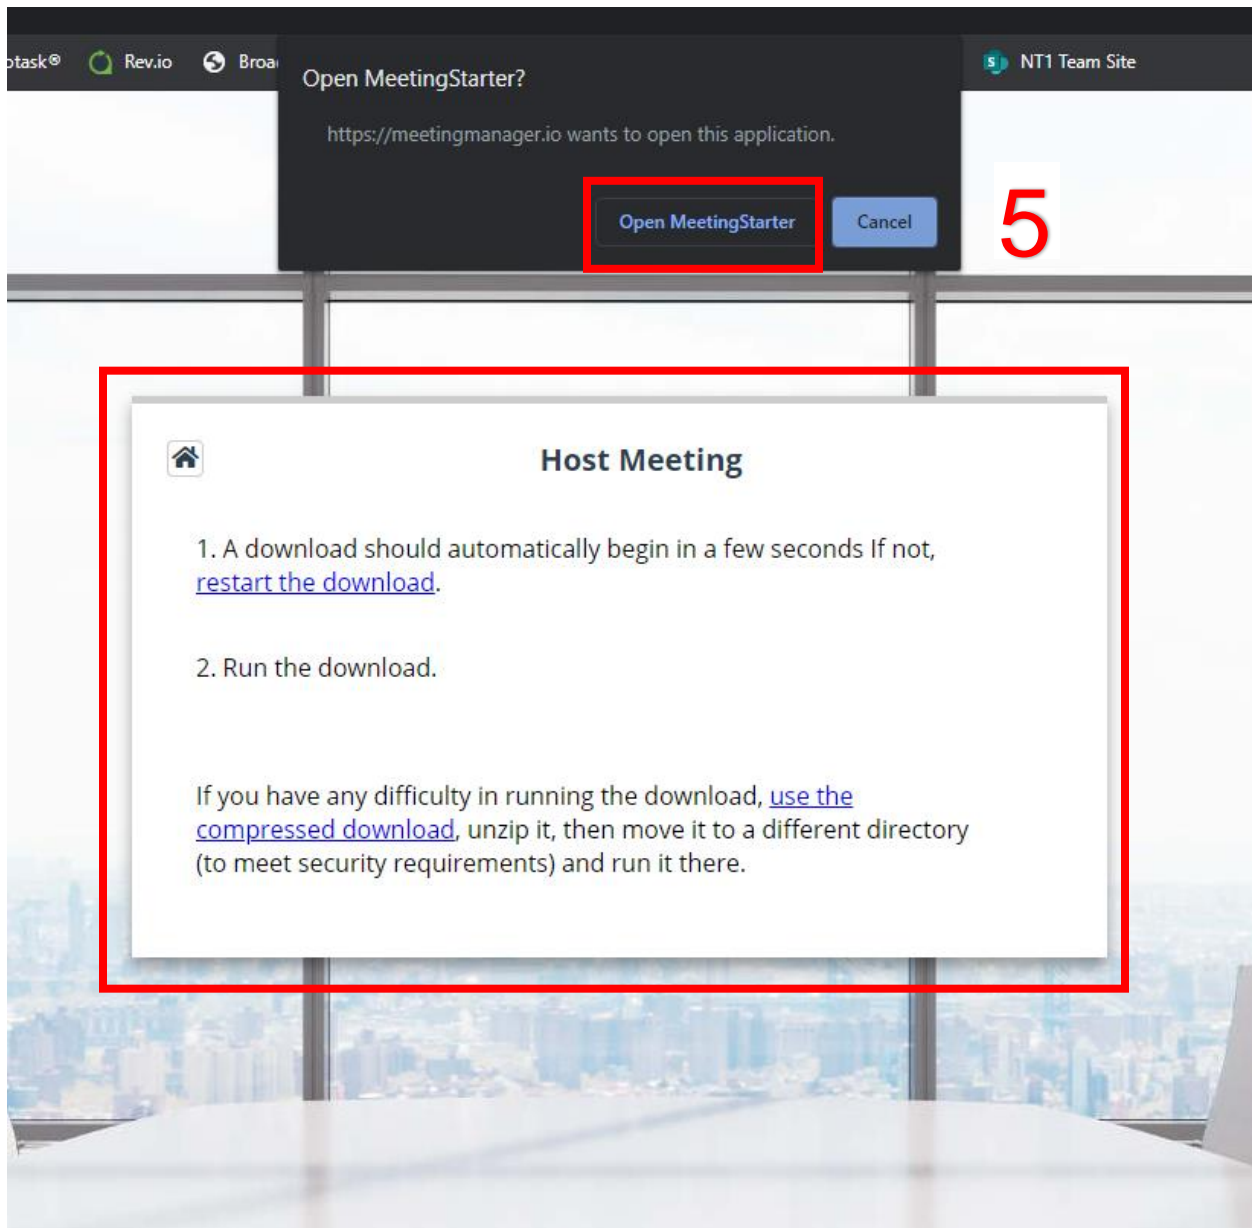 Rev.io
NT1 Team Site
Open MeetingStarter?
https://meetingmanager.io wants to open this application.
Open MeetingStarter
Cancel
5
Host Meeting
1. A download should automatically begin in a few seconds If not,
restart the download.
2. Run the download.
If you have any difficulty in running the download, use the
compressed download, unzip it, then move it to a different directory
(to meet security requirements) and run it there.